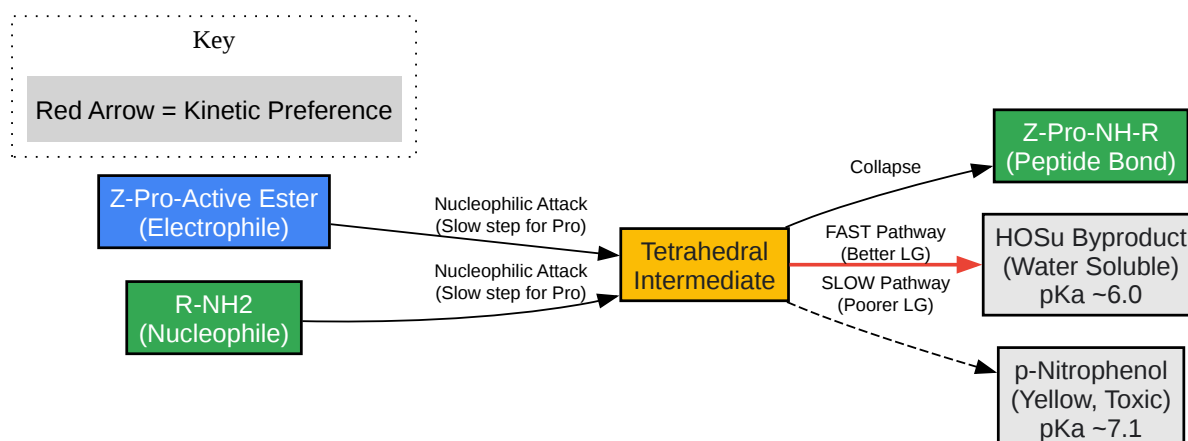 Key
Red Arrow = Kinetic Preference
Z-Pro-Active Ester
(Electrophile)
R-NH2
(Nucleophile)
Nucleophilic Attack
(Slow step for Pro)
Nucleophilic Attack
(Slow step for Pro)
Tetrahedral
Intermediate
Collapse
FAST Pathway
(Better LG)
SLOW Pathway
(Poorer LG)
Z-Pro-NH-R
(Peptide Bond)
HOSu Byproduct
(Water Soluble)
pKa ~6.0
p-Nitrophenol
(Yellow, Toxic)
pKa ~7.1